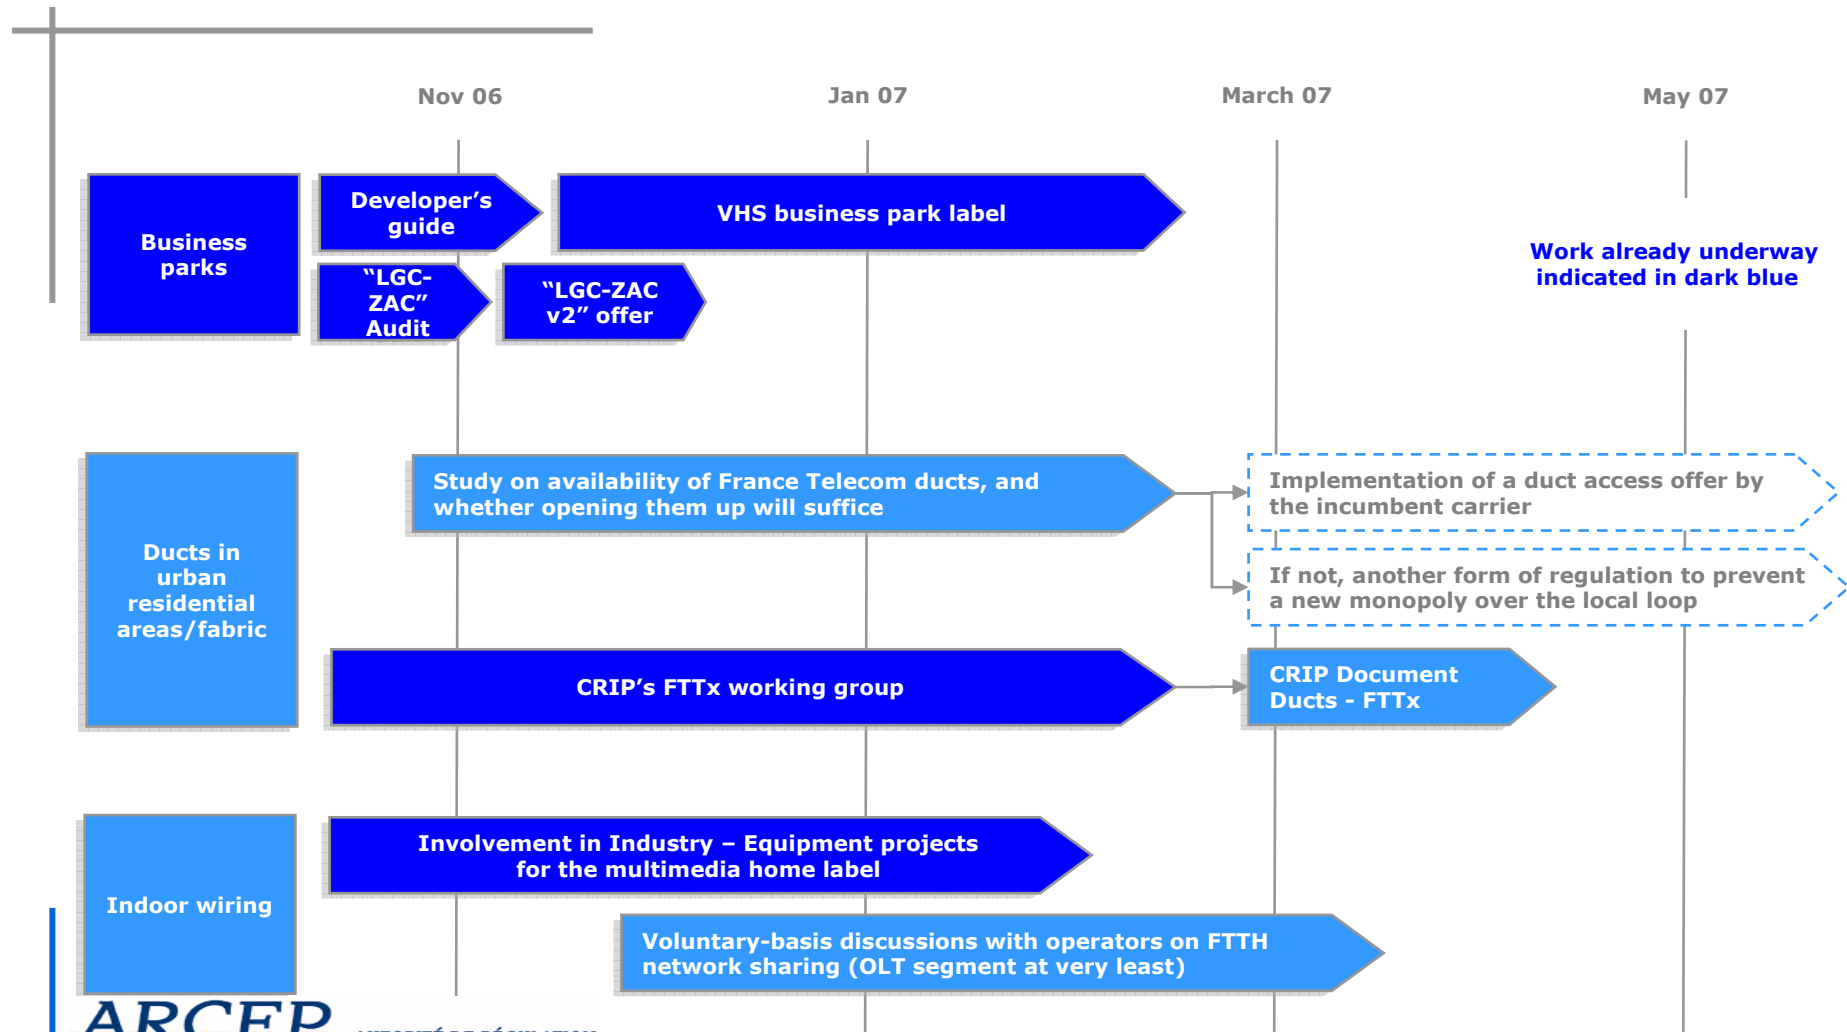 Nov 06
Jan 07
March 07
May 07
Business
parks
Developer’s
guide
VHS business park label
“LGC-
ZAC”
Audit
“LGC-ZAC
v2” offer
Work already underway
indicated in dark blue
Ducts in
urban
residential
areas/fabric
Study on availability of France Telecom ducts, and
whether opening them up will suffice
Implementation of a duct access offer by
the incumbent carrier
If not, another form of regulation to prevent
a new monopoly over the local loop
CRIP’s FTTx working group
CRIP Document
Ducts - FTTx
Indoor wiring
Involvement in Industry – Equipment projects
for the multimedia home label
Voluntary-basis discussions with operators on FTTH
network sharing (OLT segment at very least)
ARCEP
AUTORITÉ DE RÉGULATION